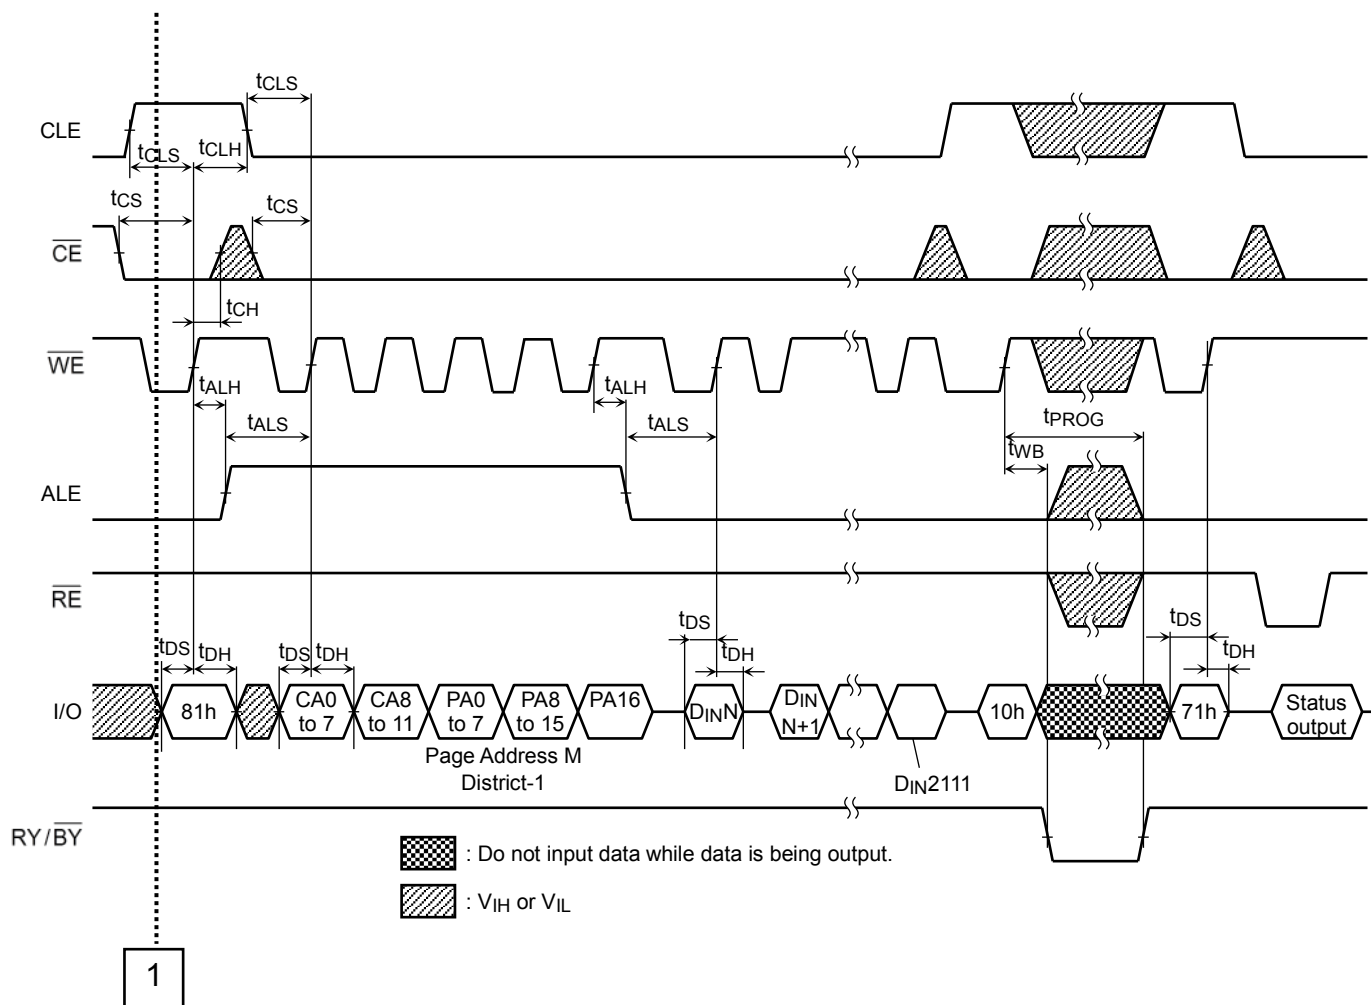 tCLS
CLE
tCLS tCLH
tCS tCS
CE
tCH
WE
tALH tALH
tALS tALS tPROG
tWB
ALE
RE
tDS tDH tDS tDH tDS tDH tDS tDH
I/O 81h CA0 to 7 CA8 to 11 PA0 to 7 PA8 to 15 PA16 DINN DIN N+1 10h 71h Status output
Page Address M
District-1
DIN2111
RY/BY
: Do not input data while data is being output.
: VIH or VIL
1